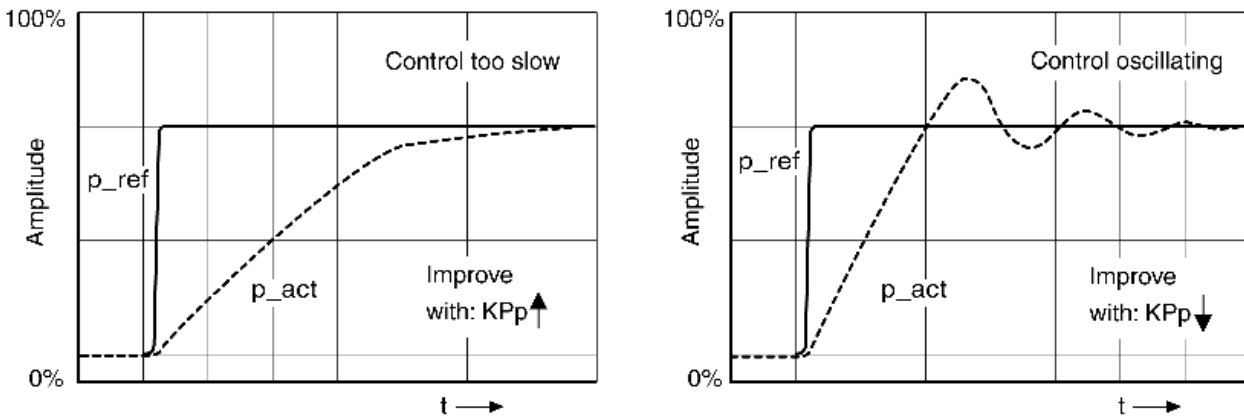 100%
Control too slow
p_ref
Amplitude
p_act
Improve
with: KPp
0%
t
100%
Control oscillating
p_ref
Amplitude
p_act
Improve
with: KPp
0%
t